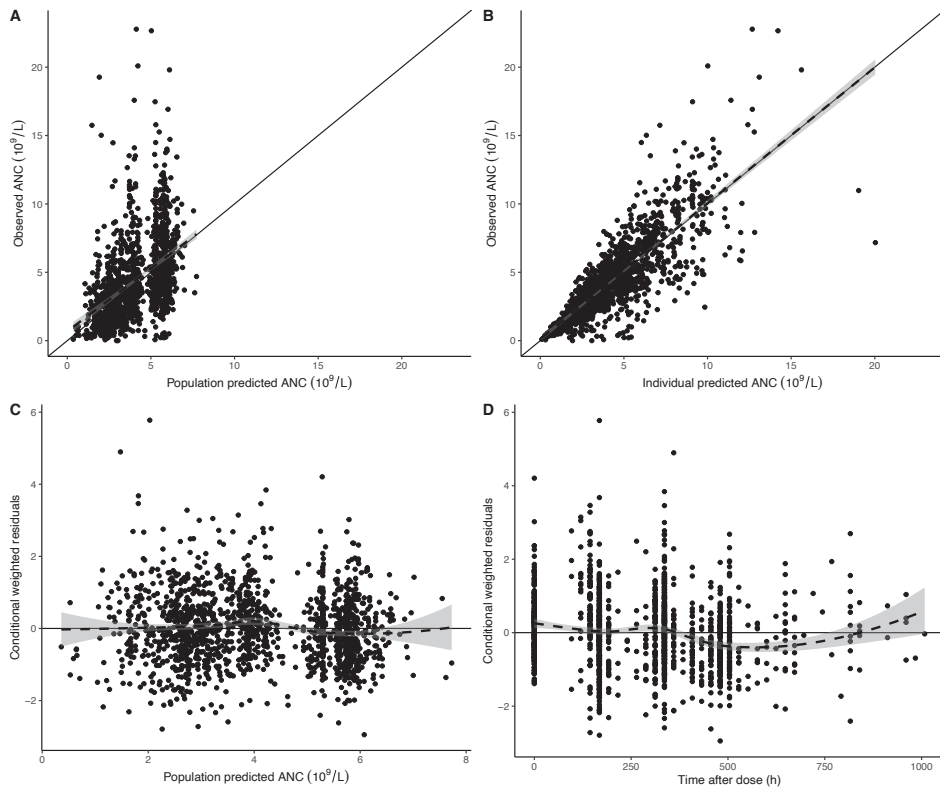 A
20
15
10
5
0
Observed ANC (10⁹/L)
0 5 10 15 20
Population predicted ANC (10⁹/L)
B
20
15
10
5
0
Observed ANC (10⁹/L)
0 5 10 15 20
Individual predicted ANC (10⁹/L)
C
6
4
2
0
−2
Conditional weighted residuals
0 2 4 6 8
Population predicted ANC (10⁹/L)
D
6
4
2
0
−2
Conditional weighted residuals
0 250 500 750 1000
Time after dose (h)